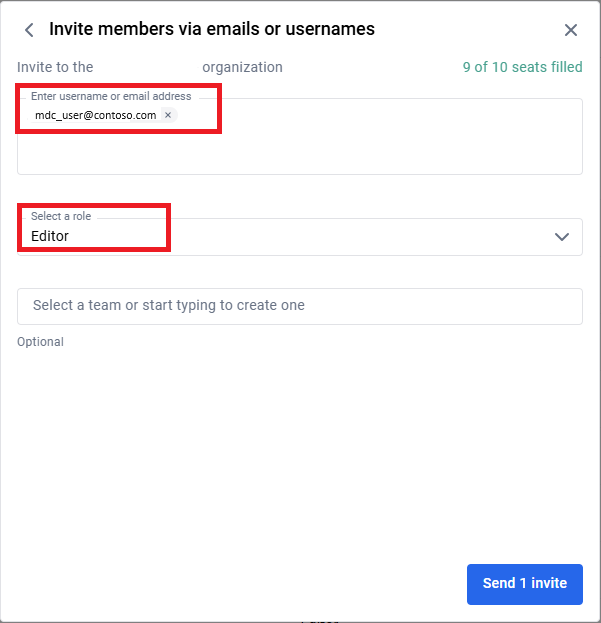 Invite members via emails or usernames
Invite to the organization 9 of 10 seats filled
Enter username or email address
mdc_user@contoso.com ×
Select a role
Editor
Select a team or start typing to create one
Optional
Send 1 invite